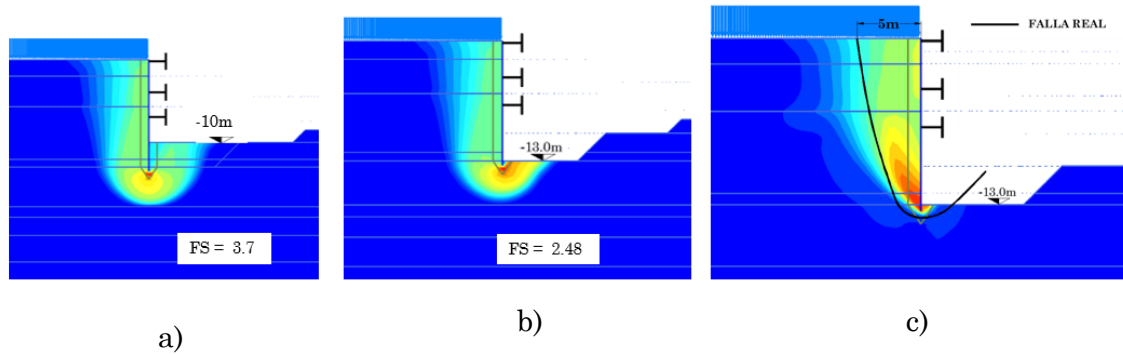 -10m
FS = 3.7
a)
-13.0m
FS = 2.48
b)
5m
FALLA REAL
-13.0m
c)